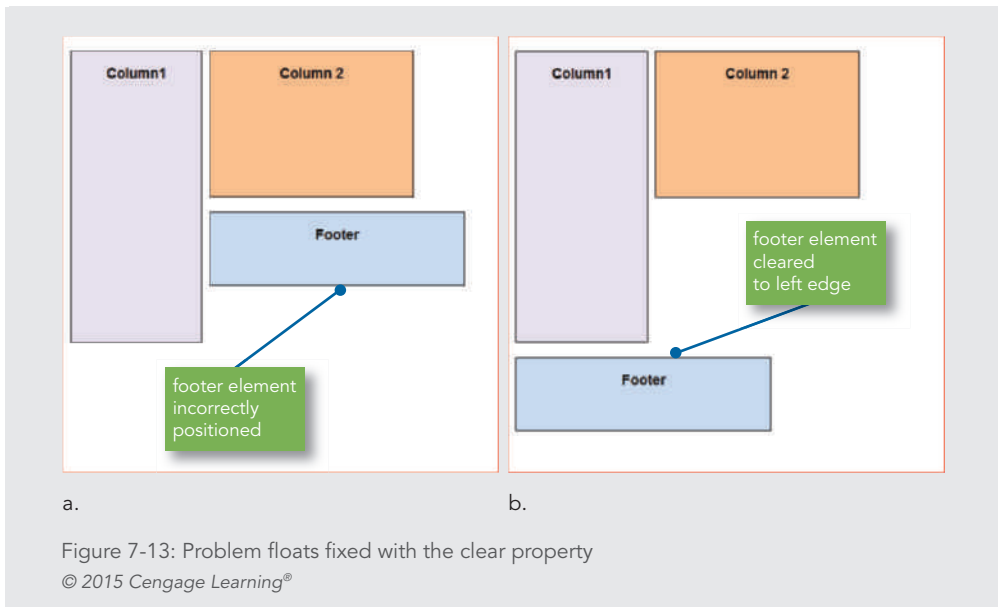 Column1
Column 2
Footer
footer element
incorrectly
positioned
Column1
Column 2
footer element
cleared
to left edge
Footer
a.
b.
Figure 7-13: Problem floats fixed with the clear property
© 2015 Cengage Learning®